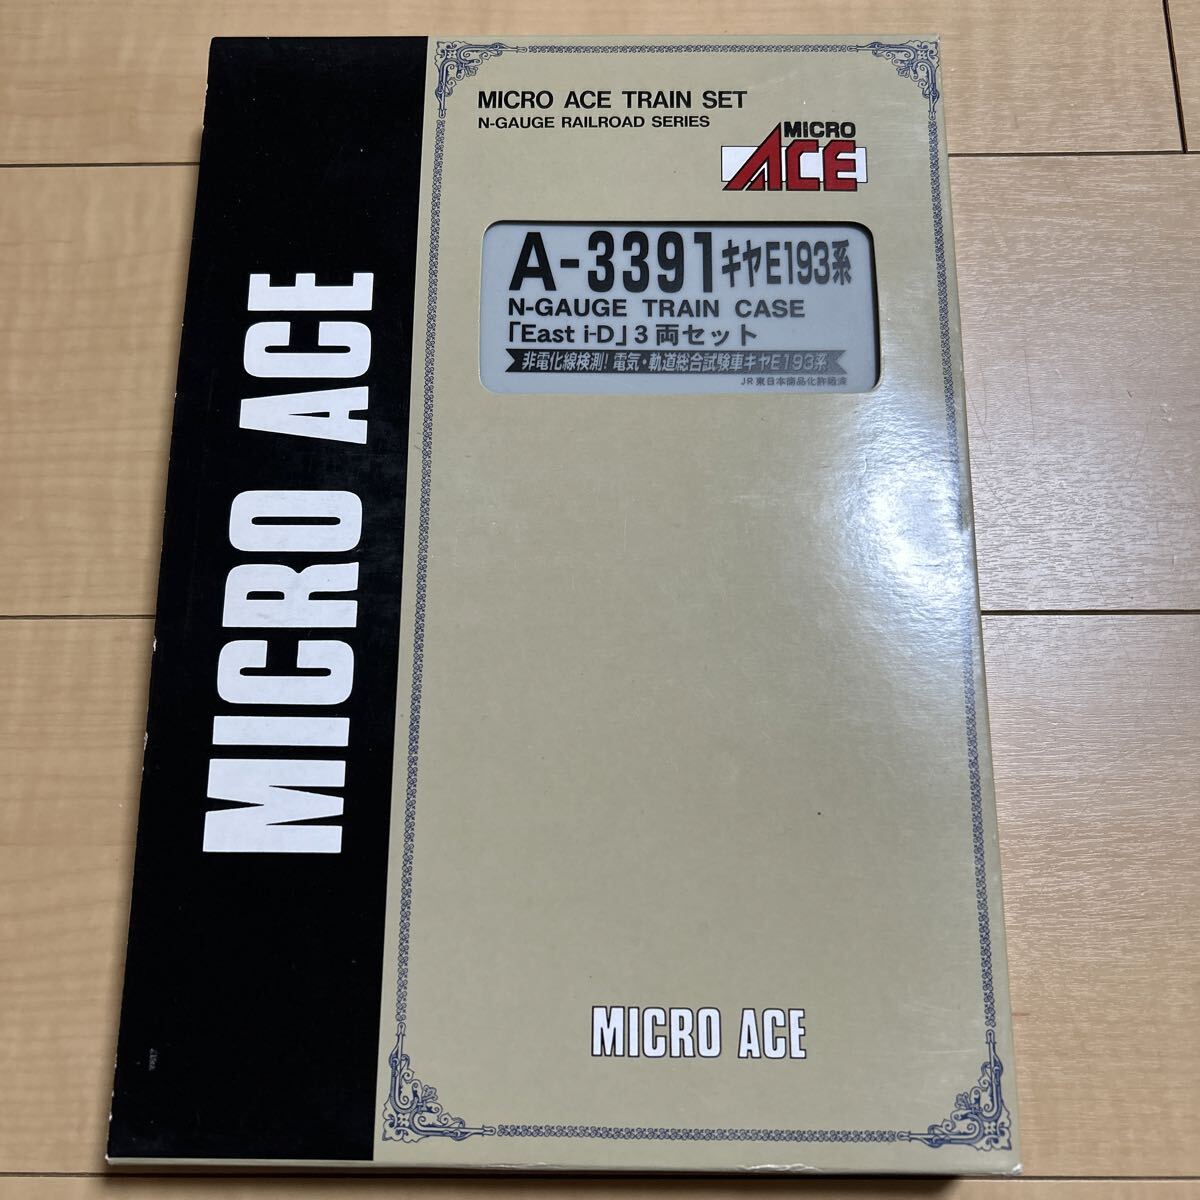 MICRO ACE TRAIN SET
N-GAUGE RAILROAD SERIES
MICRO
ACE
A-3391キヤE193系
N-GAUGE TRAIN CASE
「East i-D」3両セット
非電化線検測!電気・軌道総合試験車キヤE193系
JR東日本商品化許諾済
MICRO ACE
MICRO ACE